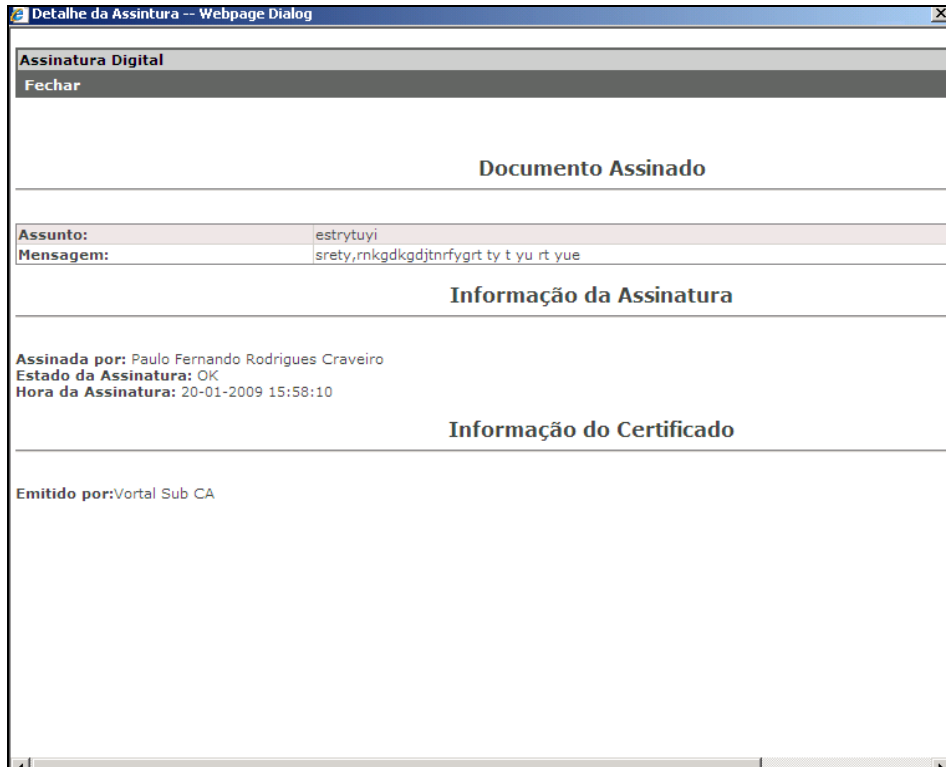 Detalhe da Assintura -- Webpage Dialog
Assinatura Digital
Fechar
Documento Assinado
Assunto: estrytuyi
Mensagem: srety,rnkgdkgdjtnrfygrt ty t yu rt yue
Informação da Assinatura
Assinada por: Paulo Fernando Rodrigues Craveiro
Estado da Assinatura: OK
Hora da Assinatura: 20-01-2009 15:58:10
Informação do Certificado
Emitido por:Vortal Sub CA